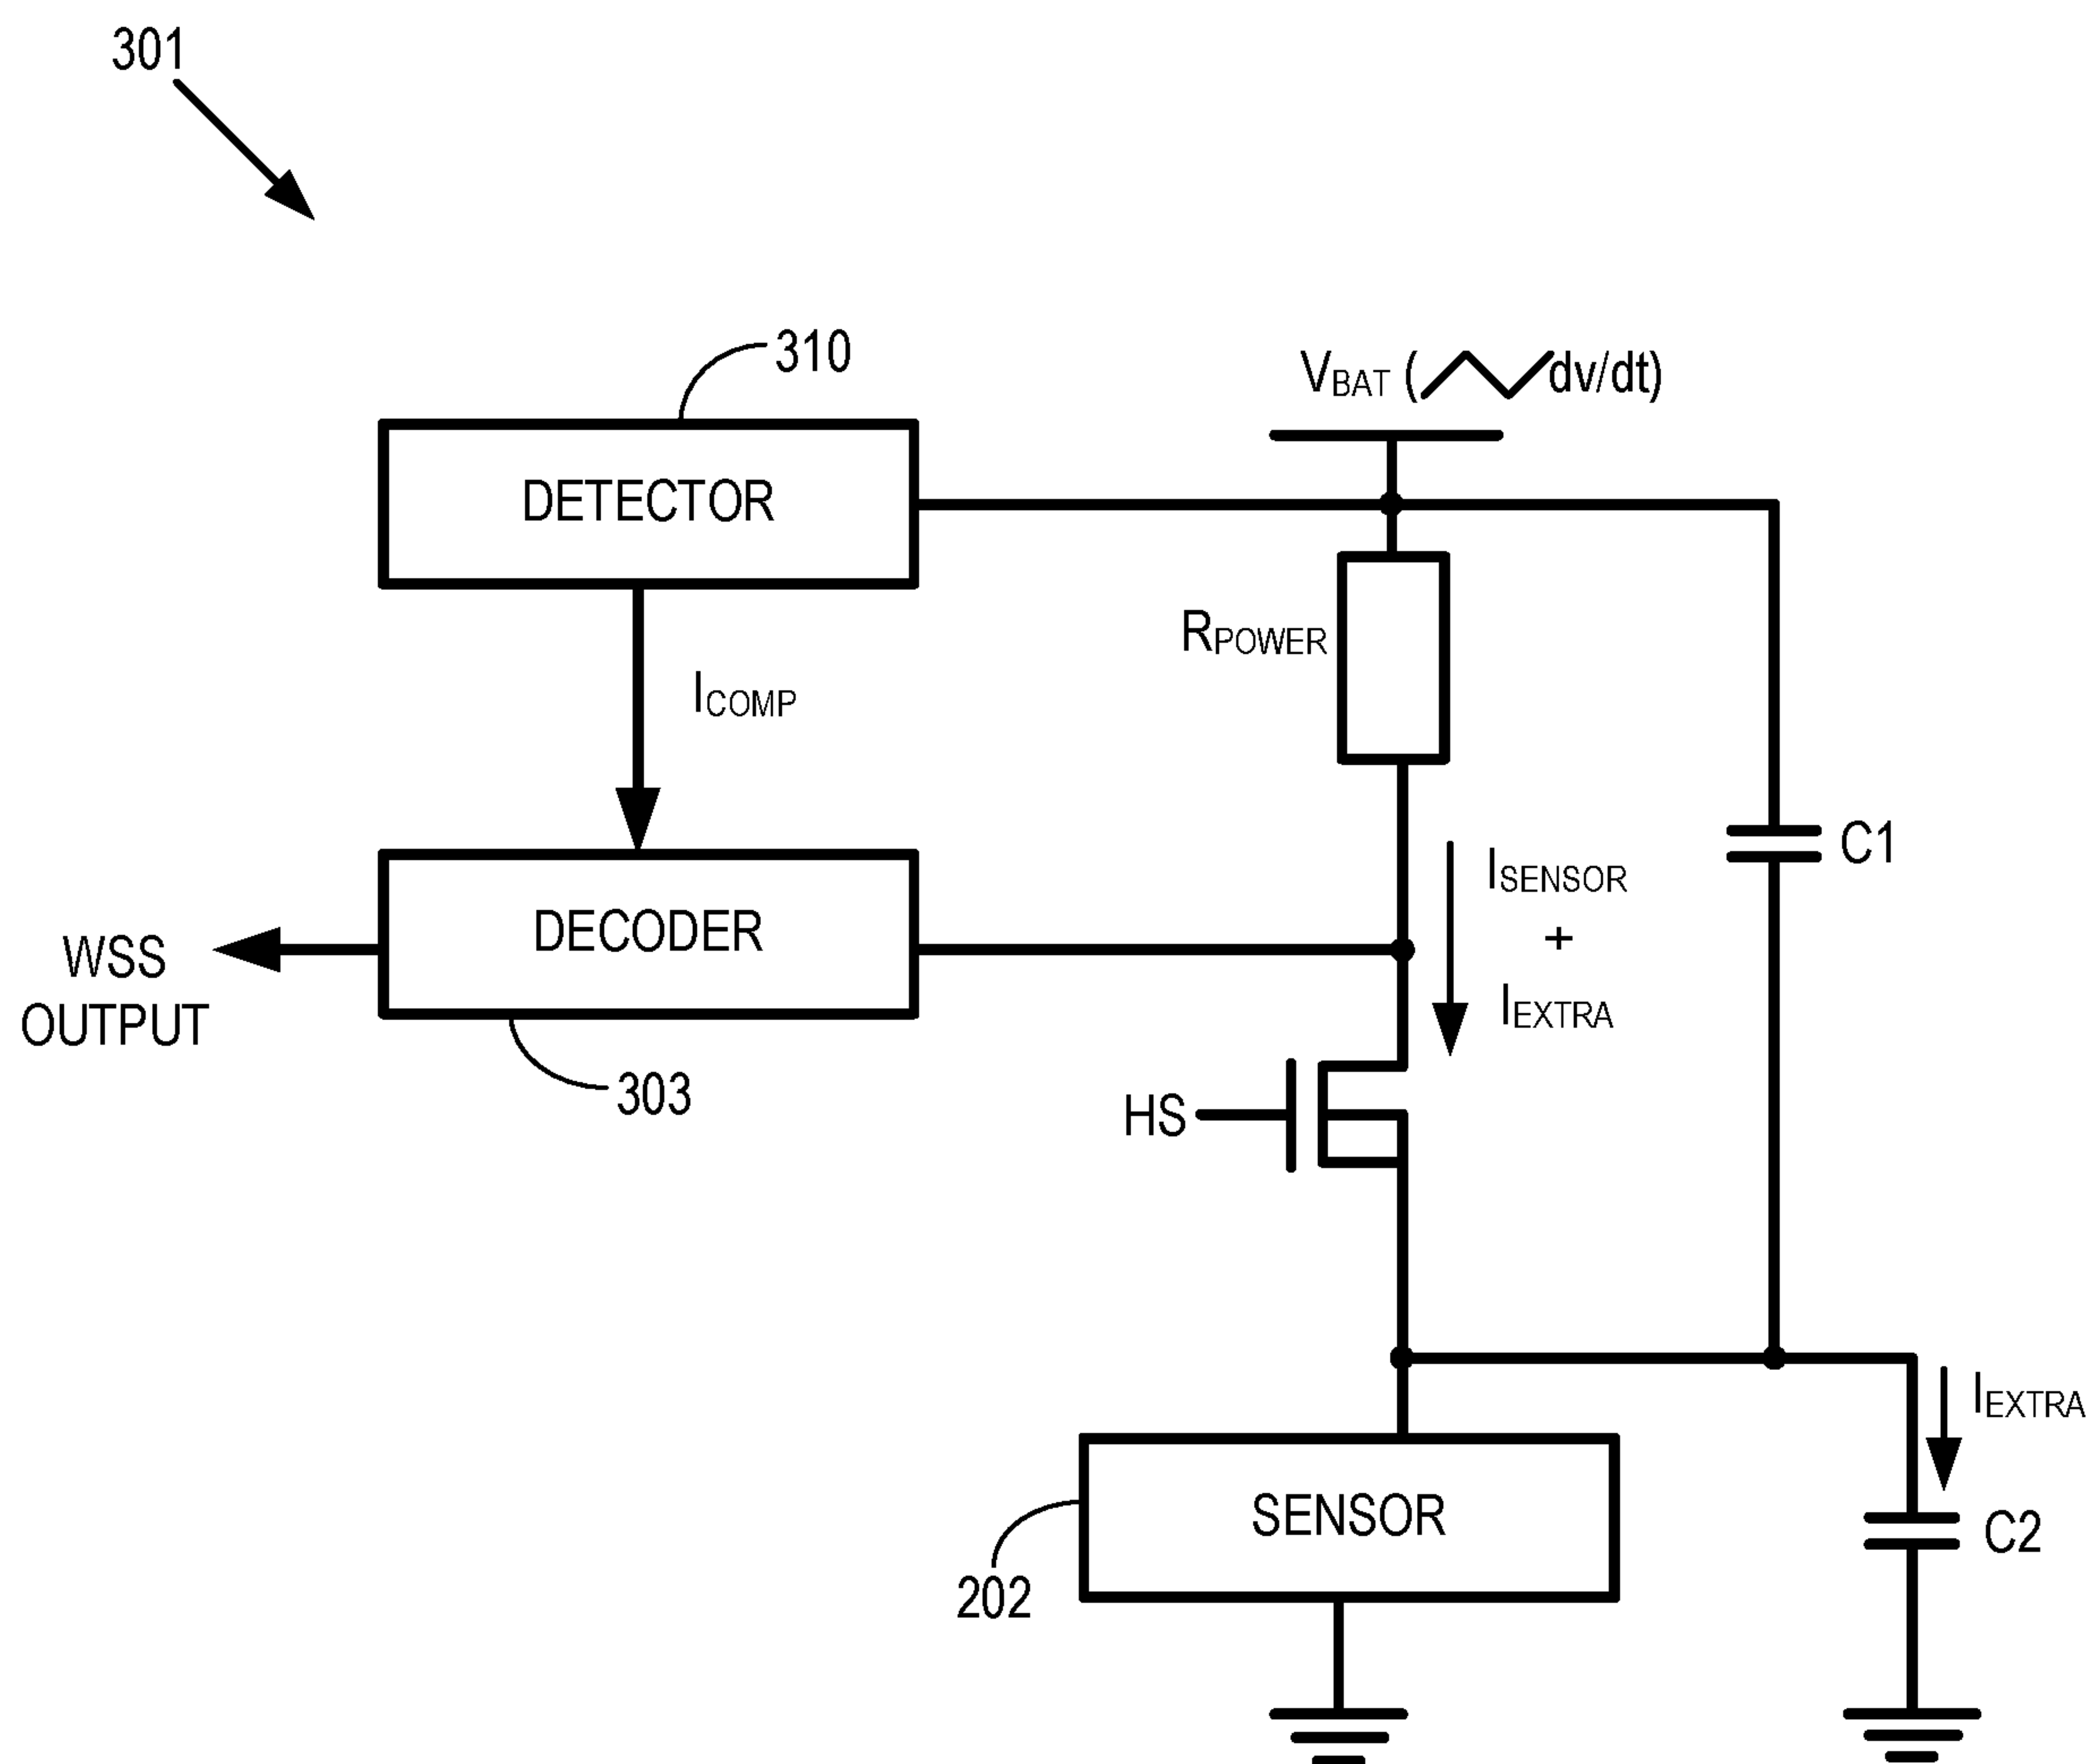 301
310
VBAT (dv/dt)
DETECTOR
RPOWER
ICOMP
C1
ISENSOR
+
IEXTRA
DECODER
WSS
OUTPUT
303
HS
IEXTRA
SENSOR
C2
202